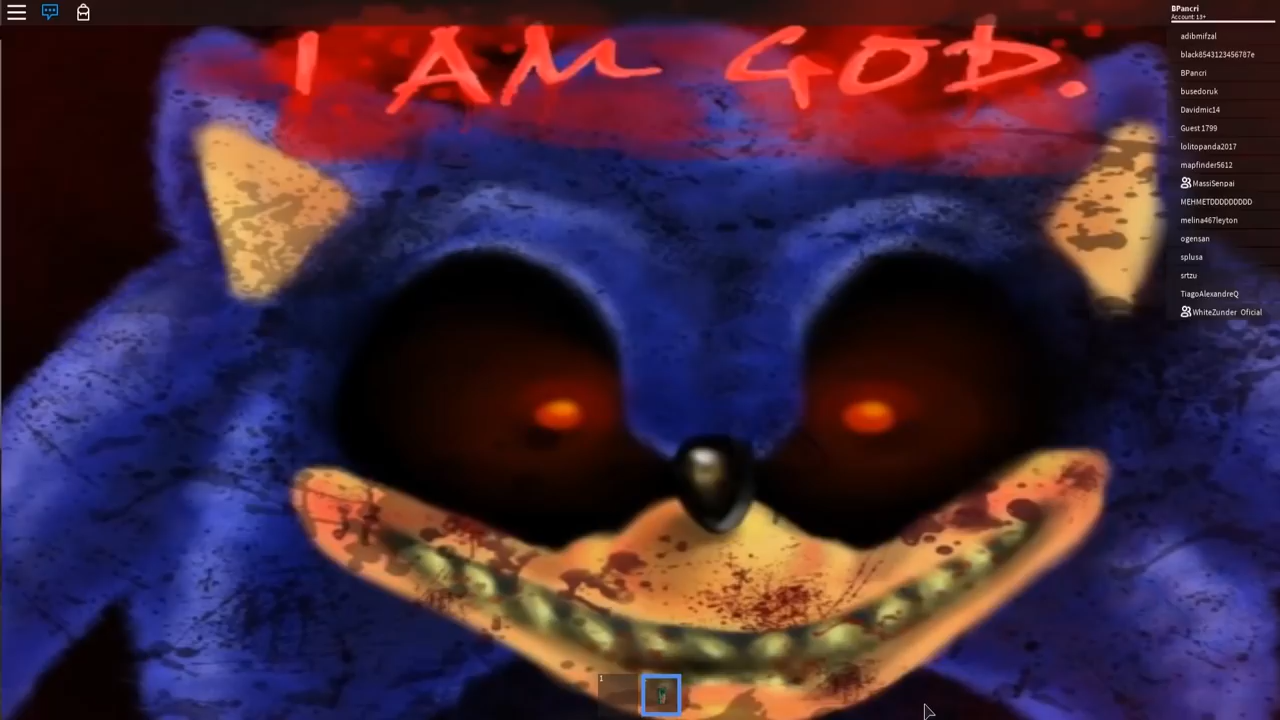 I AM GOD.
BPancri
Account: 13+
adibmifzal
black8543123456787e
BPancri
busedoruk
Davidmic14
Guest 1799
lolitopanda2017
mapfinder5612
MassiSenpai
MEHMETDDDDDDDDD
melina467leyton
ogensan
splusa
srtzu
TiagoAlexandreQ
WhiteZunder_Oficial
1